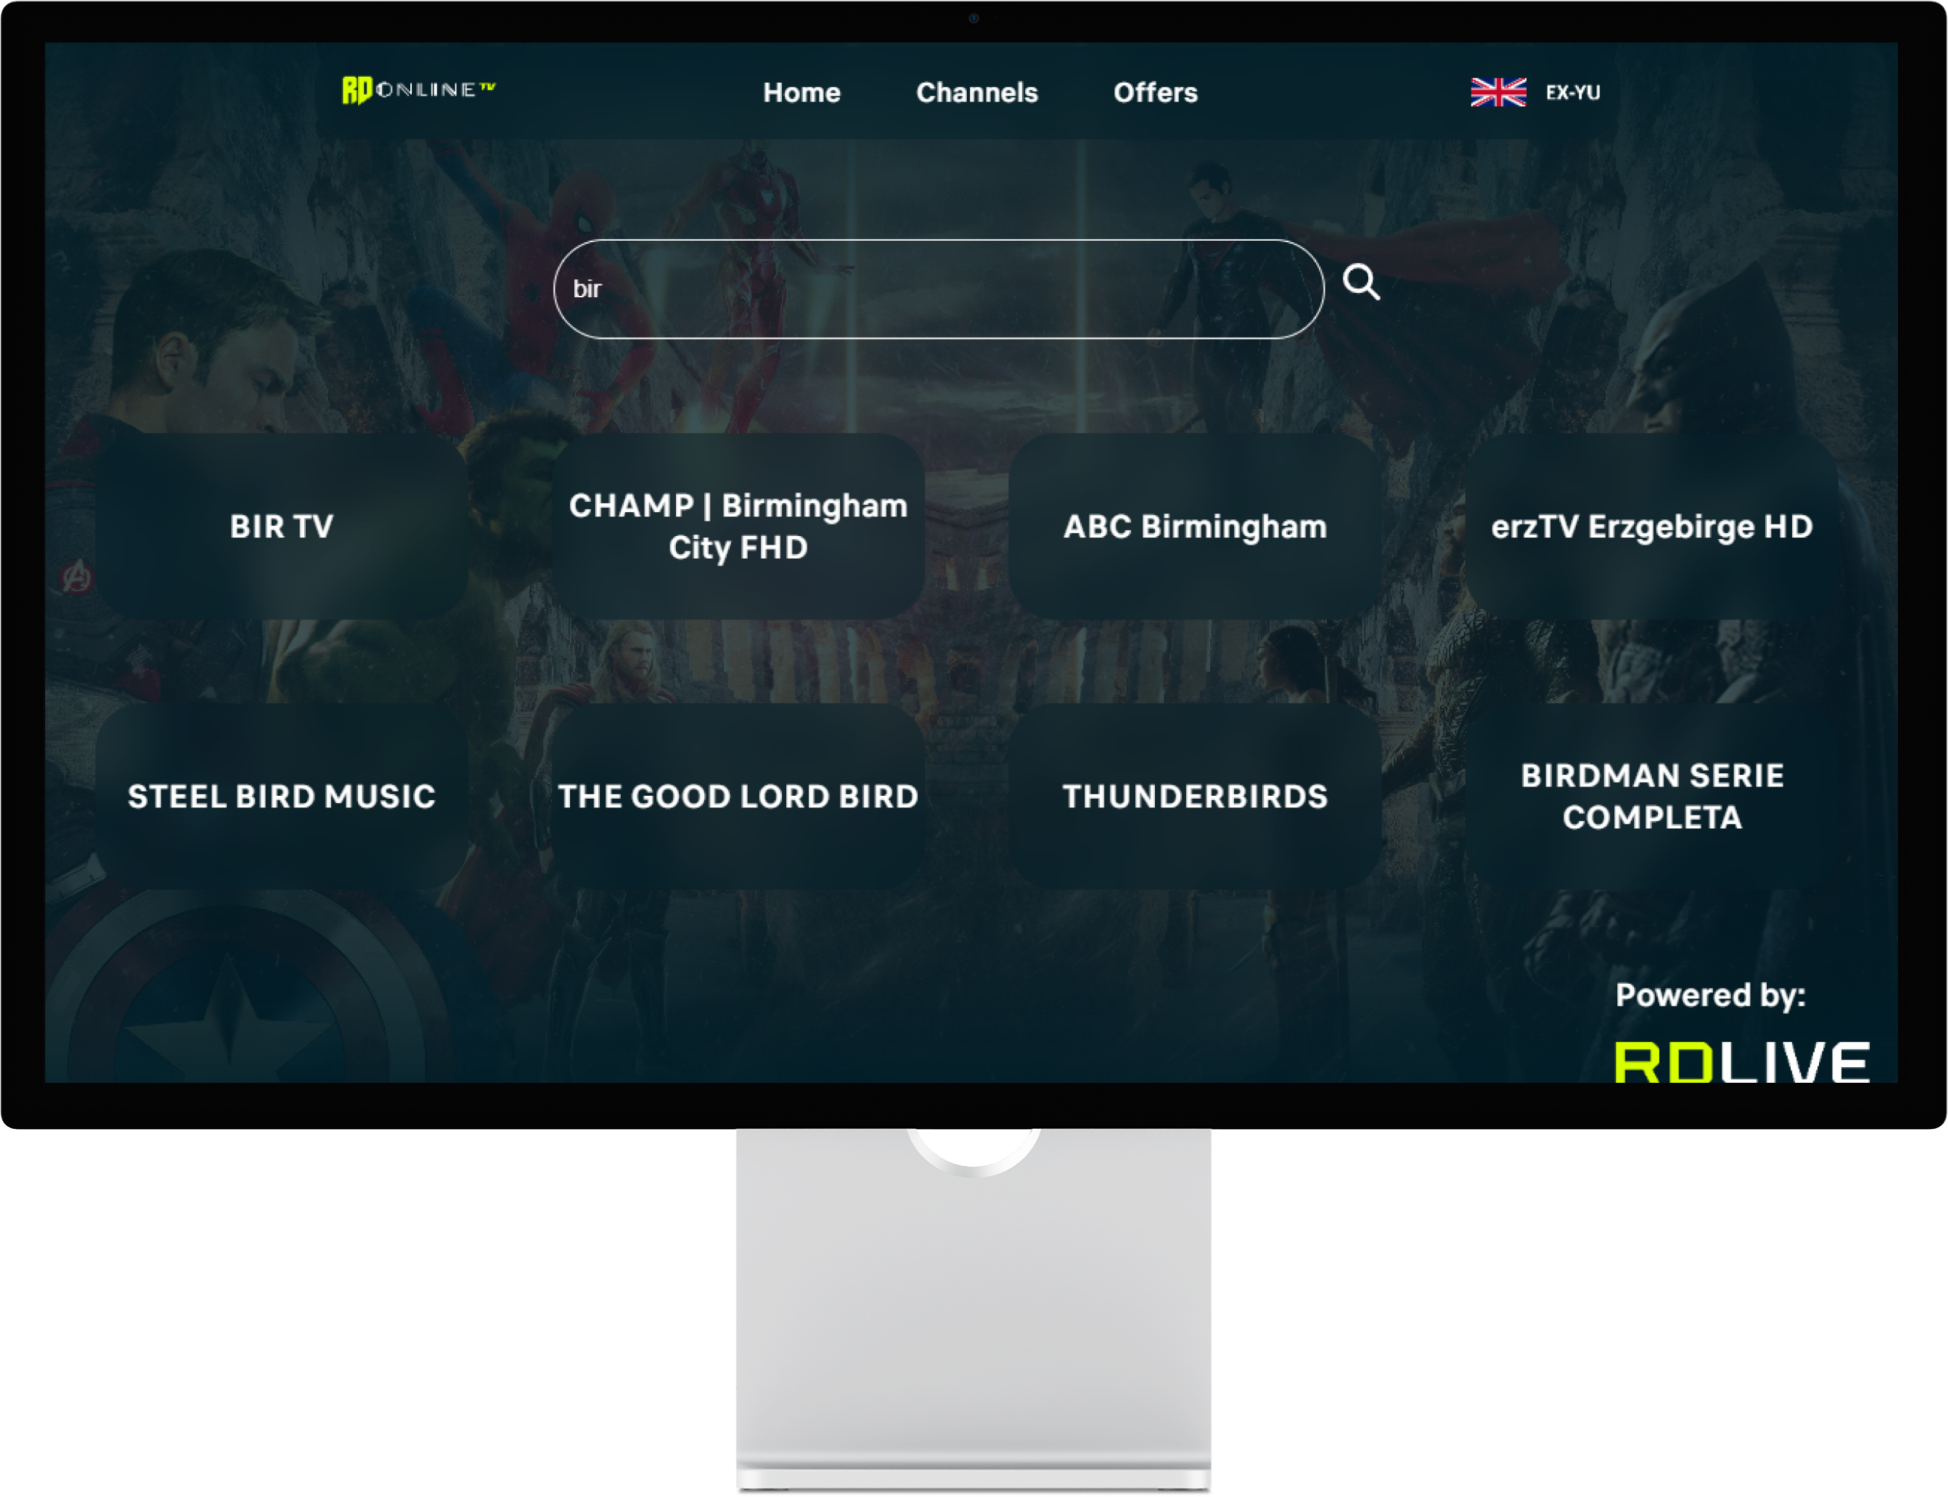 RD ONLINE TV
Home
Channels
Offers
EX-YU
bir
BIR TV
CHAMP | Birmingham
City FHD
ABC Birmingham
erzTV Erzgebirge HD
STEEL BIRD MUSIC
THE GOOD LORD BIRD
THUNDERBIRDS
BIRDMAN SERIE
COMPLETA
Powered by:
RDLIVE